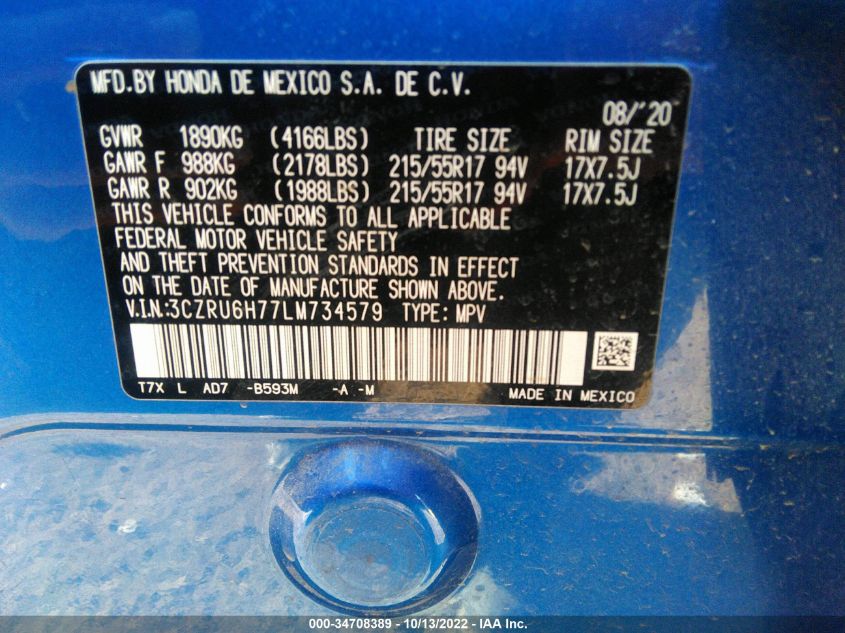 MFD.BY HONDA DE MEXICO S.A. DE C.V.
08/'20
GVWR 1890KG (4166LBS) TIRE SIZE RIM SIZE
GAWR F 988KG (2178LBS) 215/55R17 94V 17X7.5J
GAWR R 902KG (1988LBS) 215/55R17 94V 17X7.5J
THIS VEHICLE CONFORMS TO ALL APPLICABLE
FEDERAL MOTOR VEHICLE SAFETY
AND THEFT PREVENTION STANDARDS IN EFFECT
ON THE DATE OF MANUFACTURE SHOWN ABOVE.
V.I.N:3CZRU6H77LM734579 TYPE: MPV
T7X L AD7 -B593M -A -M MADE IN MEXICO
000-34708389 - 10/13/2022 - IAA Inc.